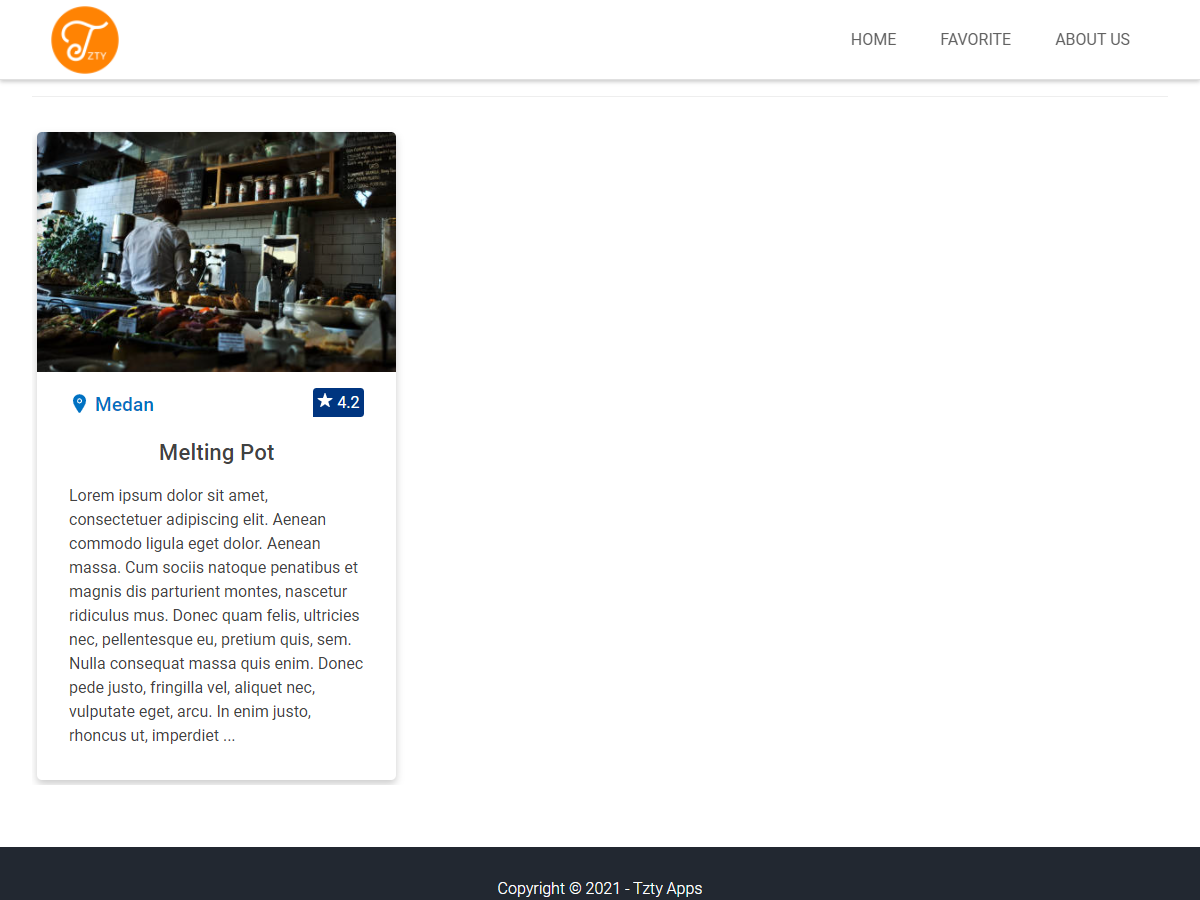 T
ZTY
HOME
FAVORITE
ABOUT US
Medan
4.2
Melting Pot
Lorem ipsum dolor sit amet,
consectetuer adipiscing elit. Aenean
commodo ligula eget dolor. Aenean
massa. Cum sociis natoque penatibus et
magnis dis parturient montes, nascetur
ridiculus mus. Donec quam felis, ultricies
nec, pellentesque eu, pretium quis, sem.
Nulla consequat massa quis enim. Donec
pede justo, fringilla vel, aliquet nec,
vulputate eget, arcu. In enim justo,
rhoncus ut, imperdiet ...
Copyright © 2021 - Tzty Apps